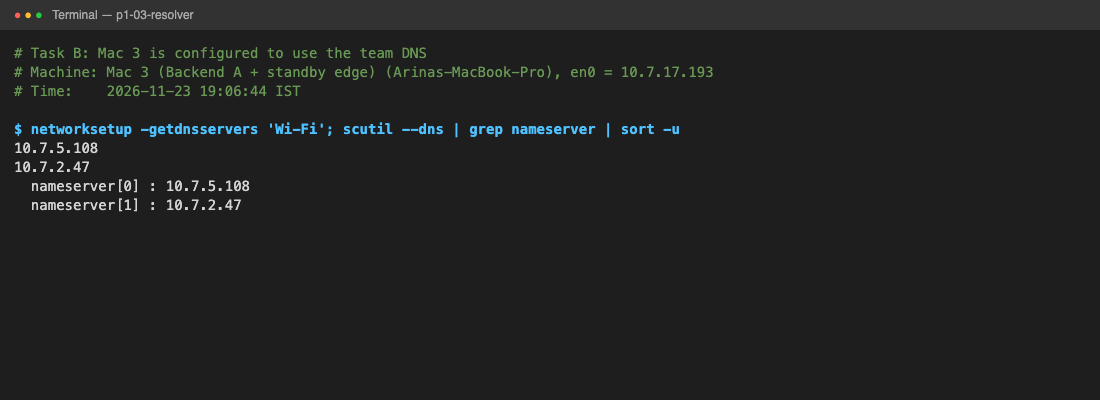 Terminal — p1-03-resolver
# Task B: Mac 3 is configured to use the team DNS
# Machine: Mac 3 (Backend A + standby edge) (Arinas-MacBook-Pro), en0 = 10.7.17.193
# Time:    2026-11-23 19:06:44 IST
$ networksetup -getdnsservers 'Wi-Fi'; scutil --dns | grep nameserver | sort -u
10.7.5.108
10.7.2.47
  nameserver[0] : 10.7.5.108
  nameserver[1] : 10.7.2.47